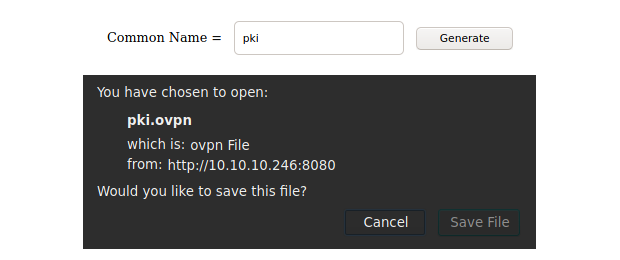 Common Name = pki Generate
You have chosen to open:
pki.ovpn
which is: ovpn File
from: http://10.10.10.246:8080
Would you like to save this file?
Cancel Save File